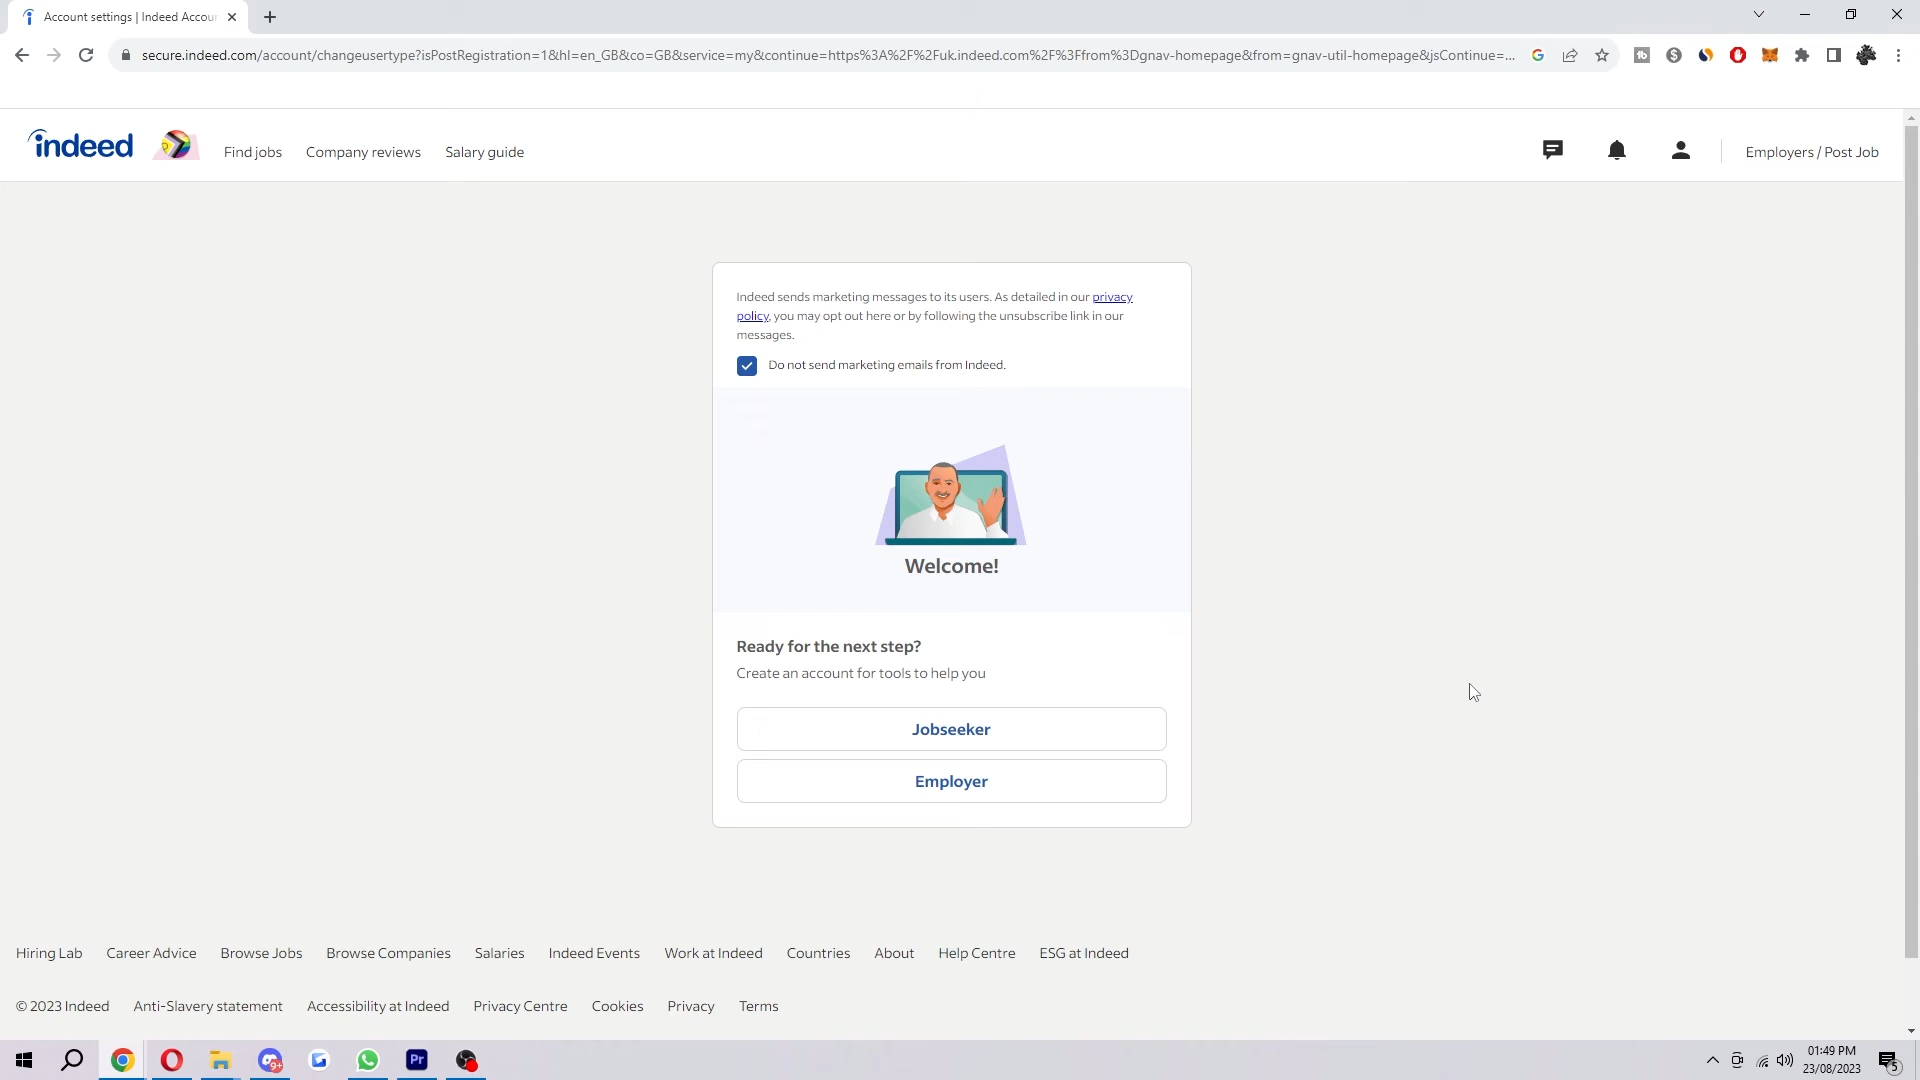 Account settings | Indeed Accou
secure.indeed.com/account/changeusertype?isPostRegistration=1&hl=en_GB&co=GB&service=my&continue=https%3A%2F%2Fuk.indeed.com%2F%3Ffrom%3Dgnav-homepage&from=gnav-util-homepage&jsContinue=...
indeed
Find jobs
Company reviews
Salary guide
Employers / Post Job
Indeed sends marketing messages to its users. As detailed in our privacy
policy, you may opt out here or by following the unsubscribe link in our
messages.
Do not send marketing emails from Indeed.
Welcome!
Ready for the next step?
Create an account for tools to help you
Jobseeker
Employer
Hiring Lab Career Advice Browse Jobs Browse Companies Salaries Indeed Events Work at Indeed Countries About Help Centre ESG at Indeed
© 2023 Indeed Anti-Slavery statement Accessibility at Indeed Privacy Centre Cookies Privacy Terms
9+
Pr
01:49 PM
23/08/2023
5